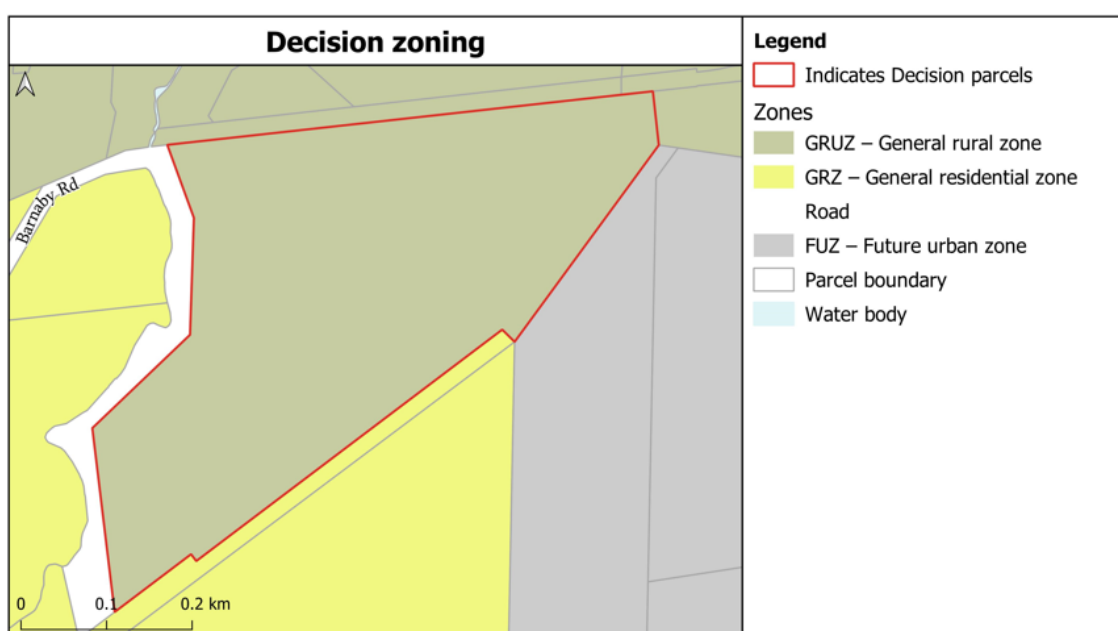 Decision zoning
Barnaby Rd
0 0.1 0.2 km
Legend
Indicates Decision parcels
Zones
GRUZ – General rural zone
GRZ – General residential zone
Road
FUZ – Future urban zone
Parcel boundary
Water body